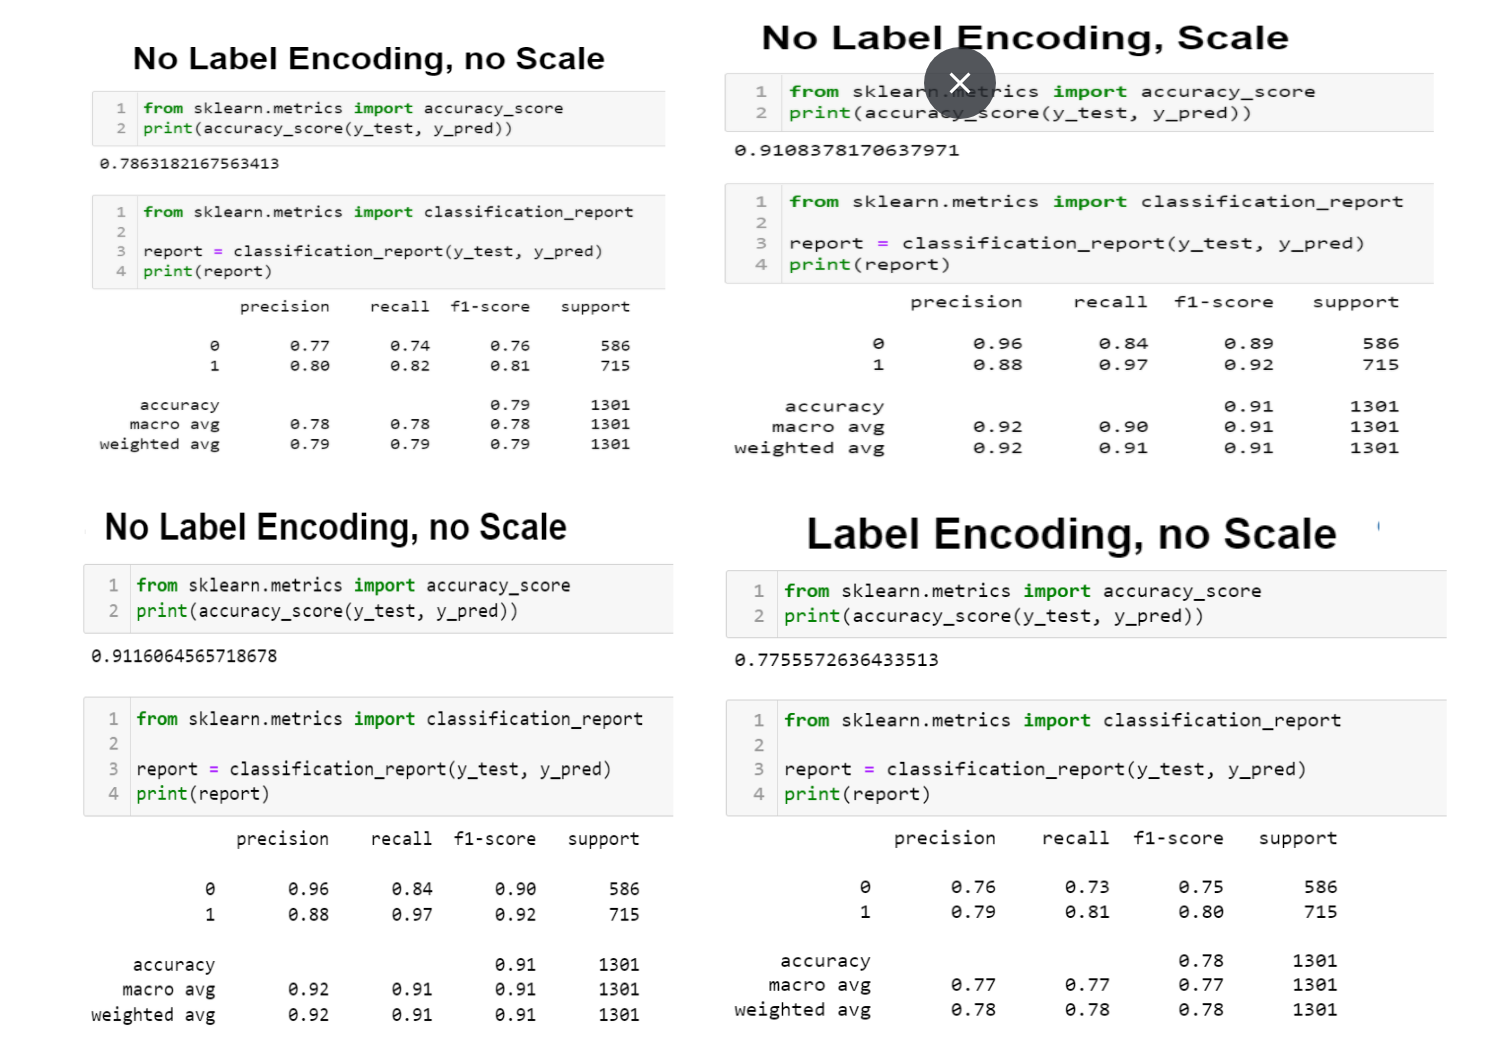 No Label Encoding, no Scale
1 from sklearn.metrics import accuracy_score
2 print(accuracy_score(y_test, y_pred))
0.7863182167563413
1 from sklearn.metrics import classification_report
2
3 report = classification_report(y_test, y_pred)
4 print(report)
precision recall f1-score support
0 0.77 0.74 0.76 586
1 0.80 0.82 0.81 715
accuracy 0.79 1301
macro avg 0.78 0.78 0.78 1301
weighted avg 0.79 0.79 0.79 1301
No Label Encoding, Scale
1 from sklearn.metrics import accuracy_score
2 print(accuracy_score(y_test, y_pred))
0.9108378170637971
1 from sklearn.metrics import classification_report
2
3 report = classification_report(y_test, y_pred)
4 print(report)
precision recall f1-score support
0 0.96 0.84 0.89 586
1 0.88 0.97 0.92 715
accuracy 0.91 1301
macro avg 0.92 0.90 0.91 1301
weighted avg 0.92 0.91 0.91 1301
No Label Encoding, no Scale
1 from sklearn.metrics import accuracy_score
2 print(accuracy_score(y_test, y_pred))
0.9116064565718678
1 from sklearn.metrics import classification_report
2
3 report = classification_report(y_test, y_pred)
4 print(report)
precision recall f1-score support
0 0.96 0.84 0.90 586
1 0.88 0.97 0.92 715
accuracy 0.91 1301
macro avg 0.92 0.91 0.91 1301
weighted avg 0.92 0.91 0.91 1301
Label Encoding, no Scale
1 from sklearn.metrics import accuracy_score
2 print(accuracy_score(y_test, y_pred))
0.7755572636433513
1 from sklearn.metrics import classification_report
2
3 report = classification_report(y_test, y_pred)
4 print(report)
precision recall f1-score support
0 0.76 0.73 0.75 586
1 0.79 0.81 0.80 715
accuracy 0.78 1301
macro avg 0.77 0.77 0.77 1301
weighted avg 0.78 0.78 0.78 1301